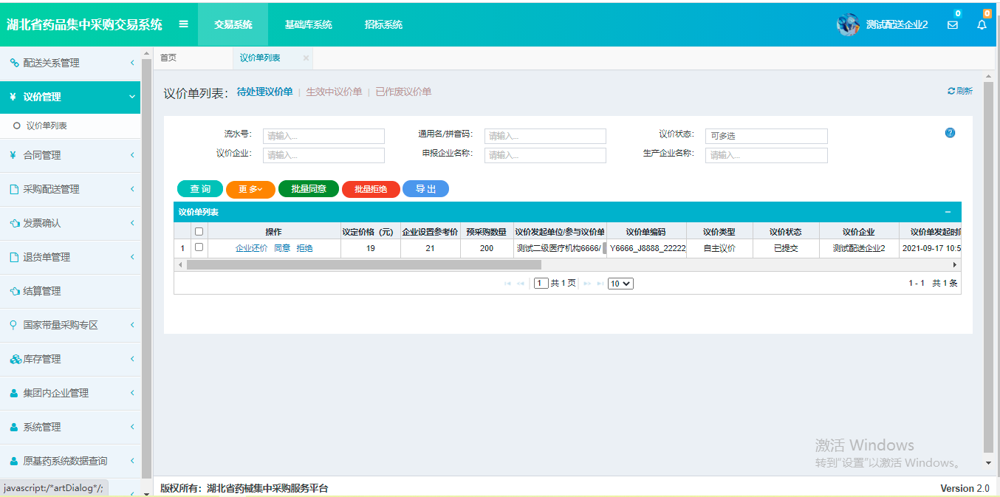 湖北省药品集中采购交易系统 交易系统 基础库系统 招标系统 测试配送企业2 0 0
配送关系管理
议价管理
议价单列表
合同管理
采购配送管理
发票确认
退货单管理
结算管理
国家带量采购专区
库存管理
集团内企业管理
系统管理
原基药系统数据查询
javascript:/*artDialog*/;
首页 议价单列表 ×
议价单列表: 待处理议价单 | 生效中议价单 | 已作废议价单 刷新
流水号: 请输入... 通用名/拼音码: 请输入... 议价状态: 可多选 ?
议价企业: 请输入... 申报企业名称: 请输入... 生产企业名称: 请输入...
查 询 更 多 批量同意 批量拒绝 导 出
议价单列表
操作 议定价格（元） 企业设置参考价 预采购数量 议价发起单位/参与议价单 议价单编码 议价类型 议价状态 议价企业 议价单发起时
1 企业还价 同意 拒绝 19 21 200 测试二级医疗机构6666/ Y6666_J8888_22222 自主议价 已提交 测试配送企业2 2021-09-17 10:5
1 共 1 页 10 1 - 1 共 1 条
激活 Windows
转到"设置"以激活 Windows。
版权所有: 湖北省药械集中采购服务平台 Version 2.0